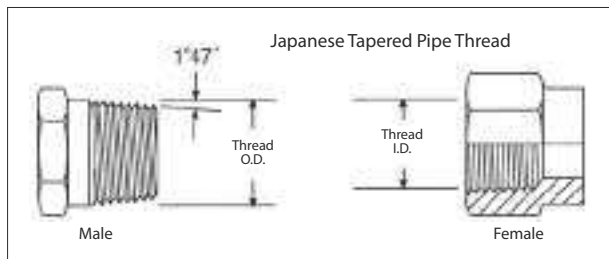 Japanese Tapered Pipe Thread
1°47'
Thread
O.D.
Thread
I.D.
Male
Female